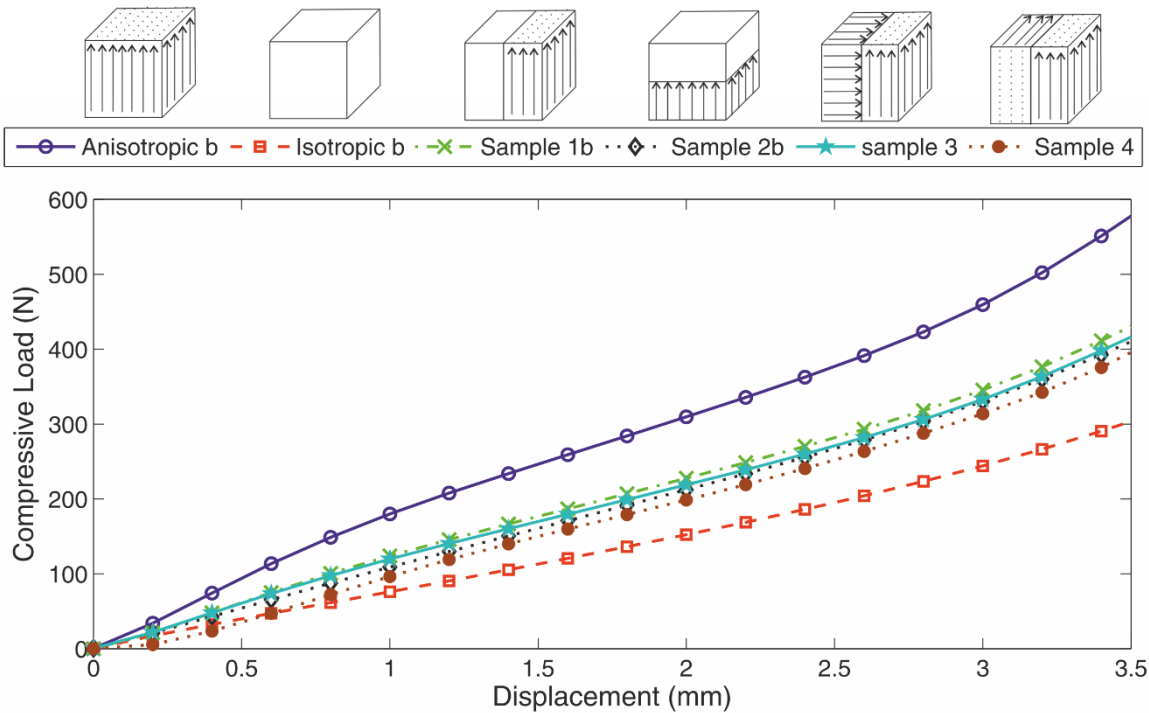 Anisotropic b Isotropic b Sample 1b Sample 2b sample 3 Sample 4
600
500
400
300
200
100
0
Compressive Load (N)
0 0.5 1 1.5 2 2.5 3 3.5
Displacement (mm)